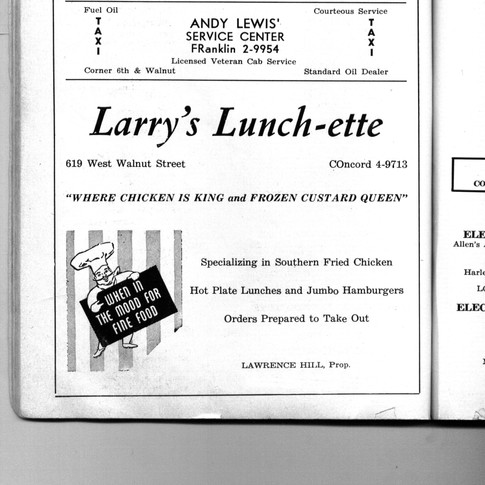 Fuel Oil
Courteous Service
TAXI
ANDY LEWIS'
SERVICE CENTER
FRanklin 2-9954
TAXI
Licensed Veteran Cab Service
Corner 6th & Walnut
Standard Oil Dealer
Larry's Lunch-ette
619 West Walnut Street
COncord 4-9713
"WHERE CHICKEN IS KING and FROZEN CUSTARD QUEEN"
WHEN IN
THE MOOD FOR
FINE FOOD
Specializing in Southern Fried Chicken
Hot Plate Lunches and Jumbo Hamburgers
Orders Prepared to Take Out
LAWRENCE HILL, Prop.
CO
ELE
Allen's
Harle
LO
ELEC